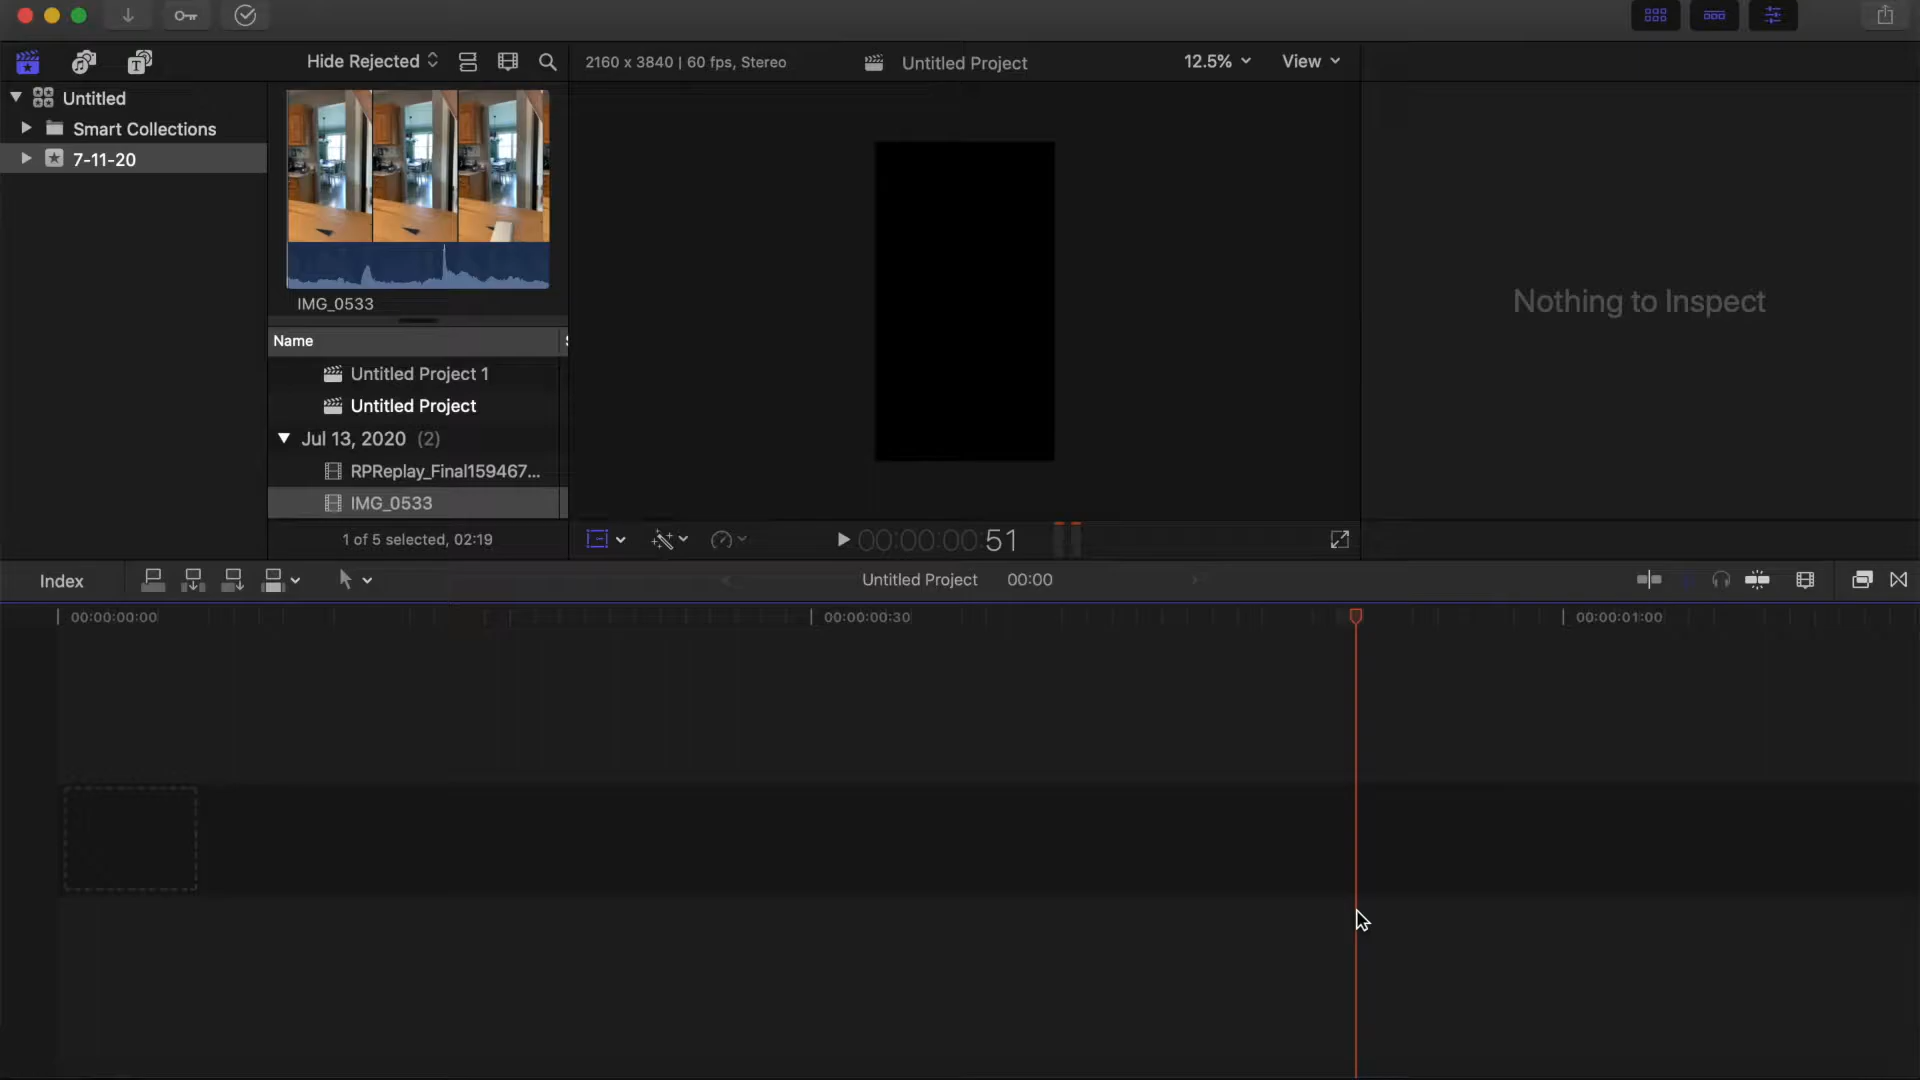 Hide Rejected
2160 x 3840 | 60 fps, Stereo
Untitled Project
12.5%
View
Untitled
Smart Collections
7-11-20
IMG_0533
Name
Untitled Project 1
Untitled Project
Jul 13, 2020 (2)
RPReplay_Final159467...
IMG_0533
1 of 5 selected, 02:19
00:00:00:00:51
Nothing to Inspect
Index
Untitled Project 00:00
00:00:00:00
00:00:00:30
00:00:01:00